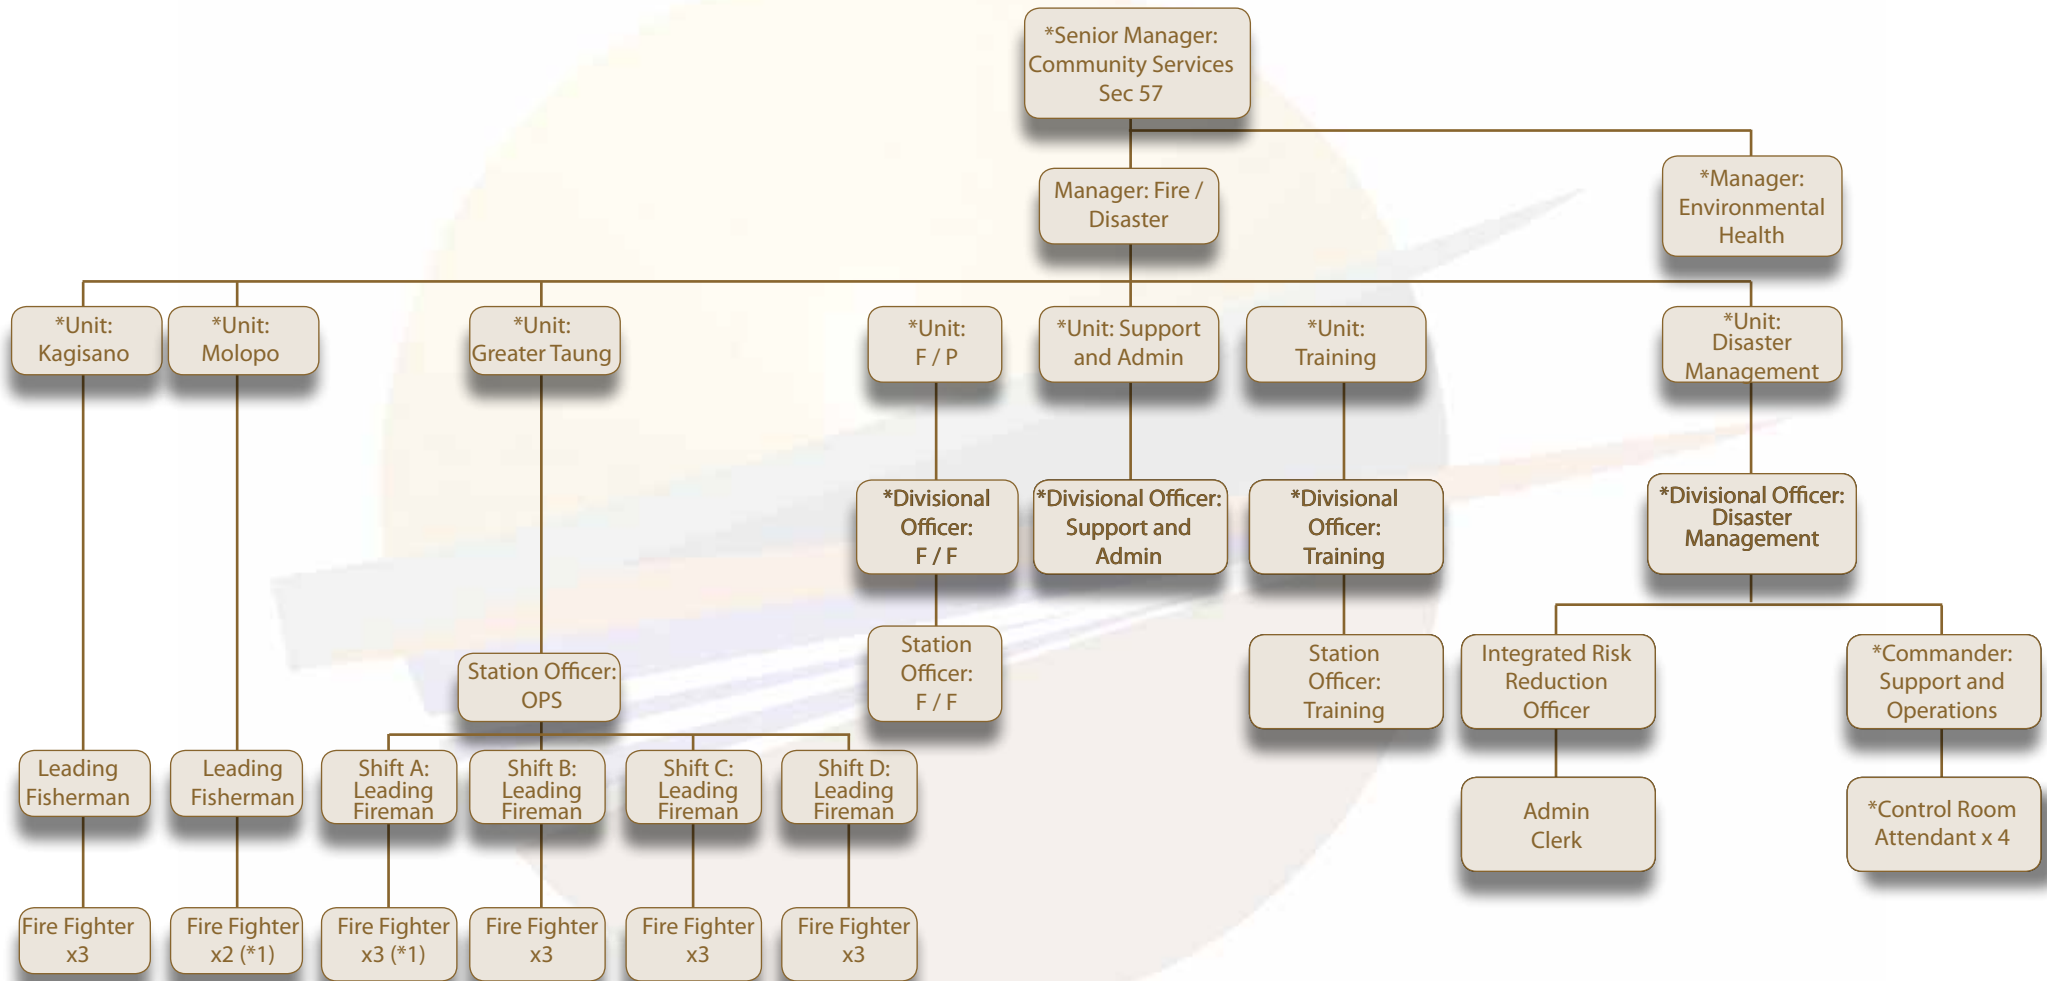 *Senior Manager:
Community Services
Sec 57
Manager: Fire /
Disaster
*Manager:
Environmental
Health
*Unit:
Kagisano
*Unit:
Molopo
*Unit:
Greater Taung
*Unit:
F / P
*Unit: Support
and Admin
*Unit:
Training
*Unit:
Disaster
Management
*Divisional
Officer:
F / F
*Divisional Officer:
Support and
Admin
*Divisional
Officer:
Training
*Divisional Officer:
Disaster
Management
Station Officer:
OPS
Station
Officer:
F / F
Station
Officer:
Training
Integrated Risk
Reduction
Officer
*Commander:
Support and
Operations
Leading
Fisherman
Leading
Fisherman
Shift A:
Leading
Fireman
Shift B:
Leading
Fireman
Shift C:
Leading
Fireman
Shift D:
Leading
Fireman
Admin
Clerk
*Control Room
Attendant x 4
Fire Fighter
x3
Fire Fighter
x2 (*1)
Fire Fighter
x3 (*1)
Fire Fighter
x3
Fire Fighter
x3
Fire Fighter
x3